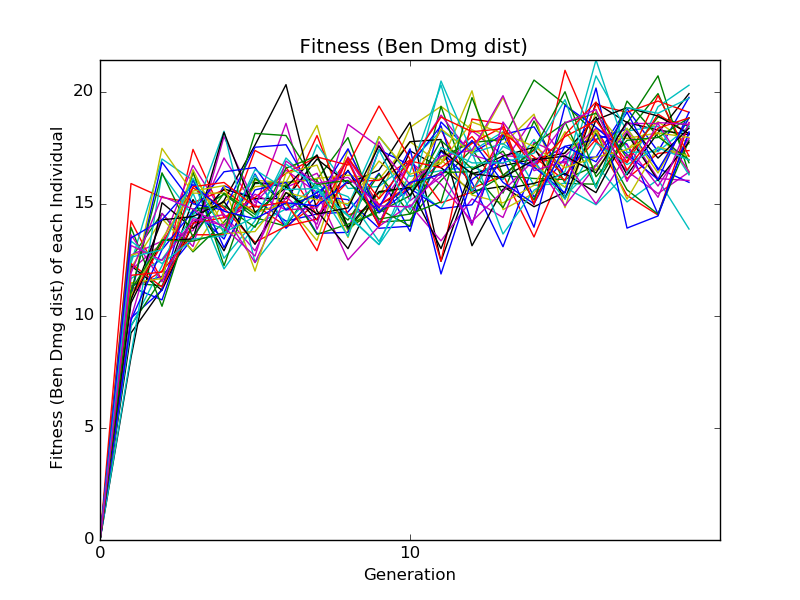 Fitness (Ben Dmg dist)
Fitness (Ben Dmg dist) of each Individual
20
15
10
5
0
0
10
Generation